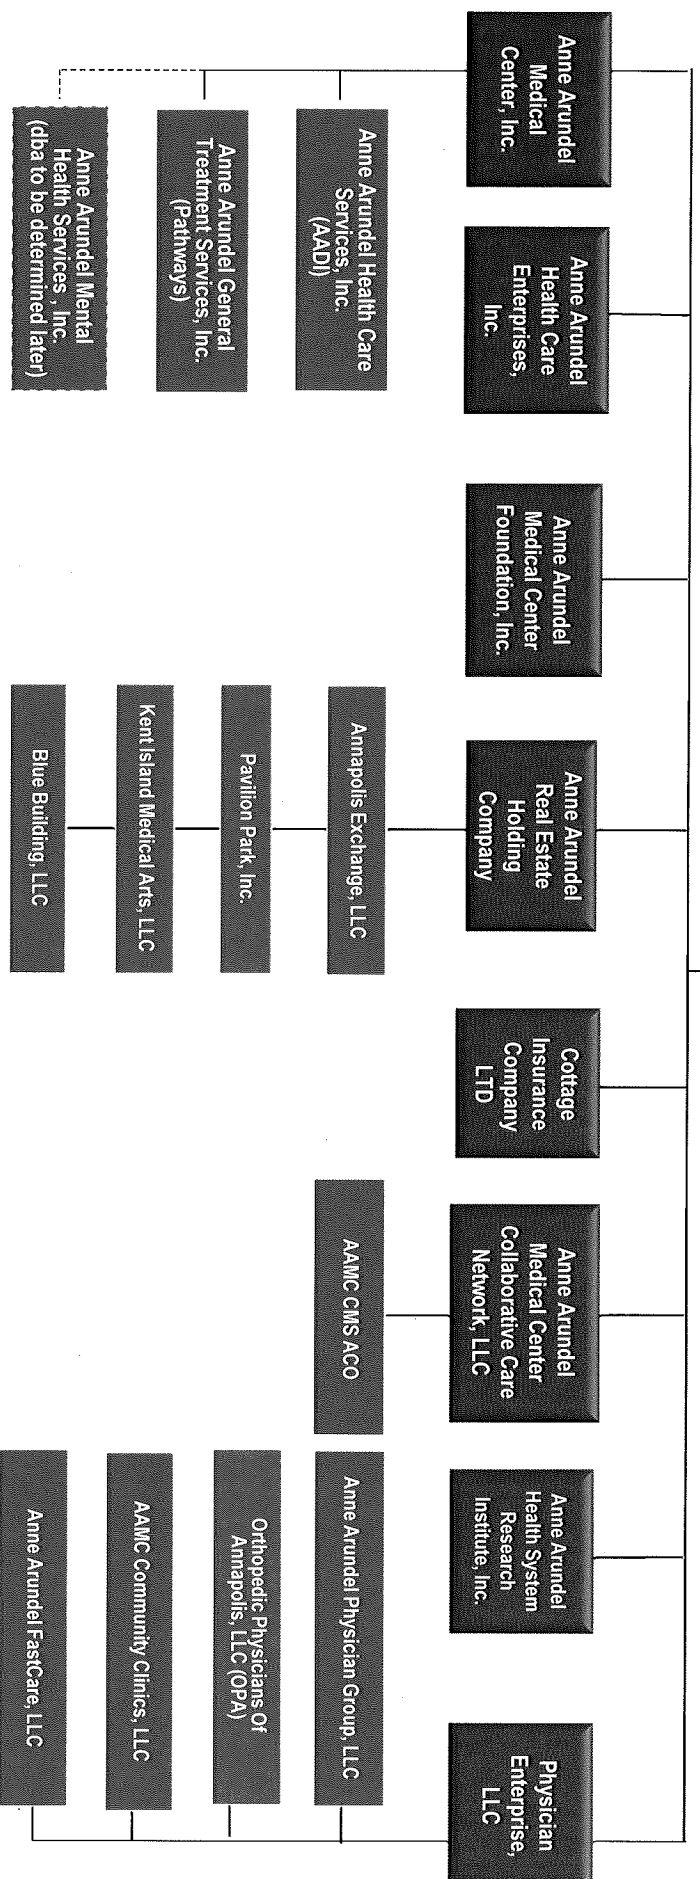 Anne Arundel
Medical
Center, Inc.
Anne Arundel Health Care
Services, Inc.
(AADI)
Anne Arundel General
Treatment Services, Inc.
(Pathways)
Anne Arundel Mental
Health Services , Inc.
(dba to be determined later)
Anne Arundel
Health Care
Enterprises,
Inc.
Anne Arundel
Medical Center
Foundation, Inc.
Anne Arundel
Real Estate
Holding
Company
Annapolis Exchange, LLC
Pavilion Park, Inc.
Kent Island Medical Arts, LLC
Blue Building, LLC
Cottage
Insurance
Company
LTD
Anne Arundel
Medical Center
Collaborative Care
Network, LLC
AAMC CMS ACO
Anne Arundel
Health System
Research
Institute, Inc.
Physician
Enterprise,
LLC
Anne Arundel Physician Group, LLC
Orthopedic Physicians Of
Annapolis, LLC (OPA)
AAMC Community Clinics, LLC
Anne Arundel FastCare, LLC